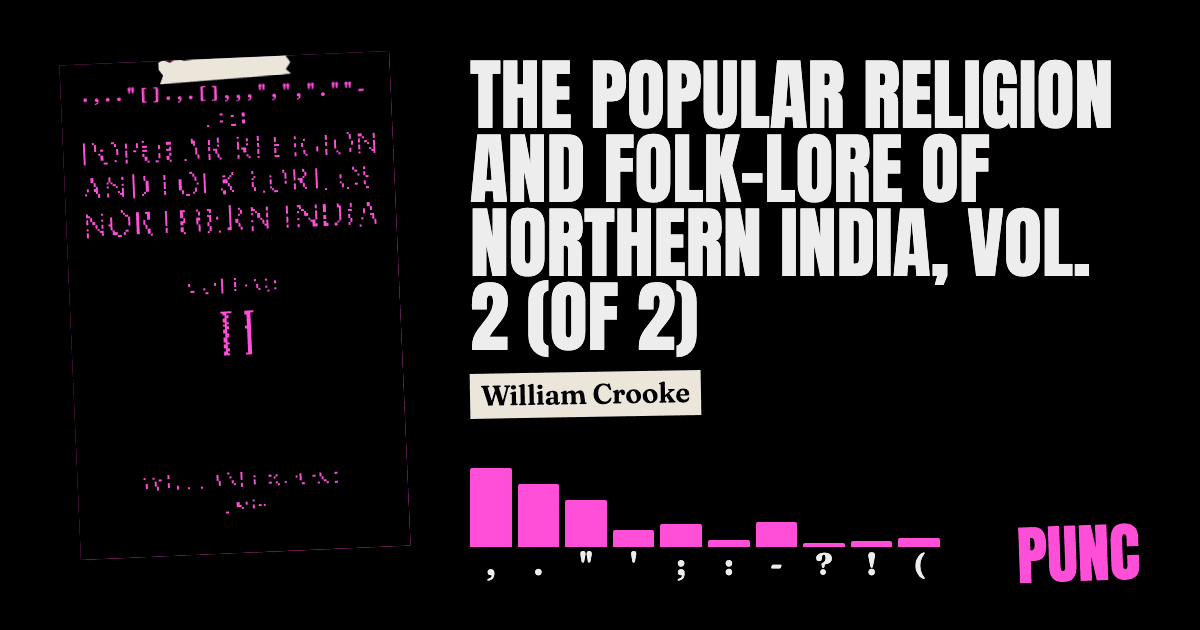 .,.."[].,.[],,,",",".""-
POPULAR RELIGION
AND FOLK-LORE OF
NORTHERN INDIA
II
THE POPULAR RELIGION
AND FOLK-LORE OF
NORTHERN INDIA, VOL.
2 (OF 2)
William Crooke
, . " ' ; : - ? ! (
PUNC